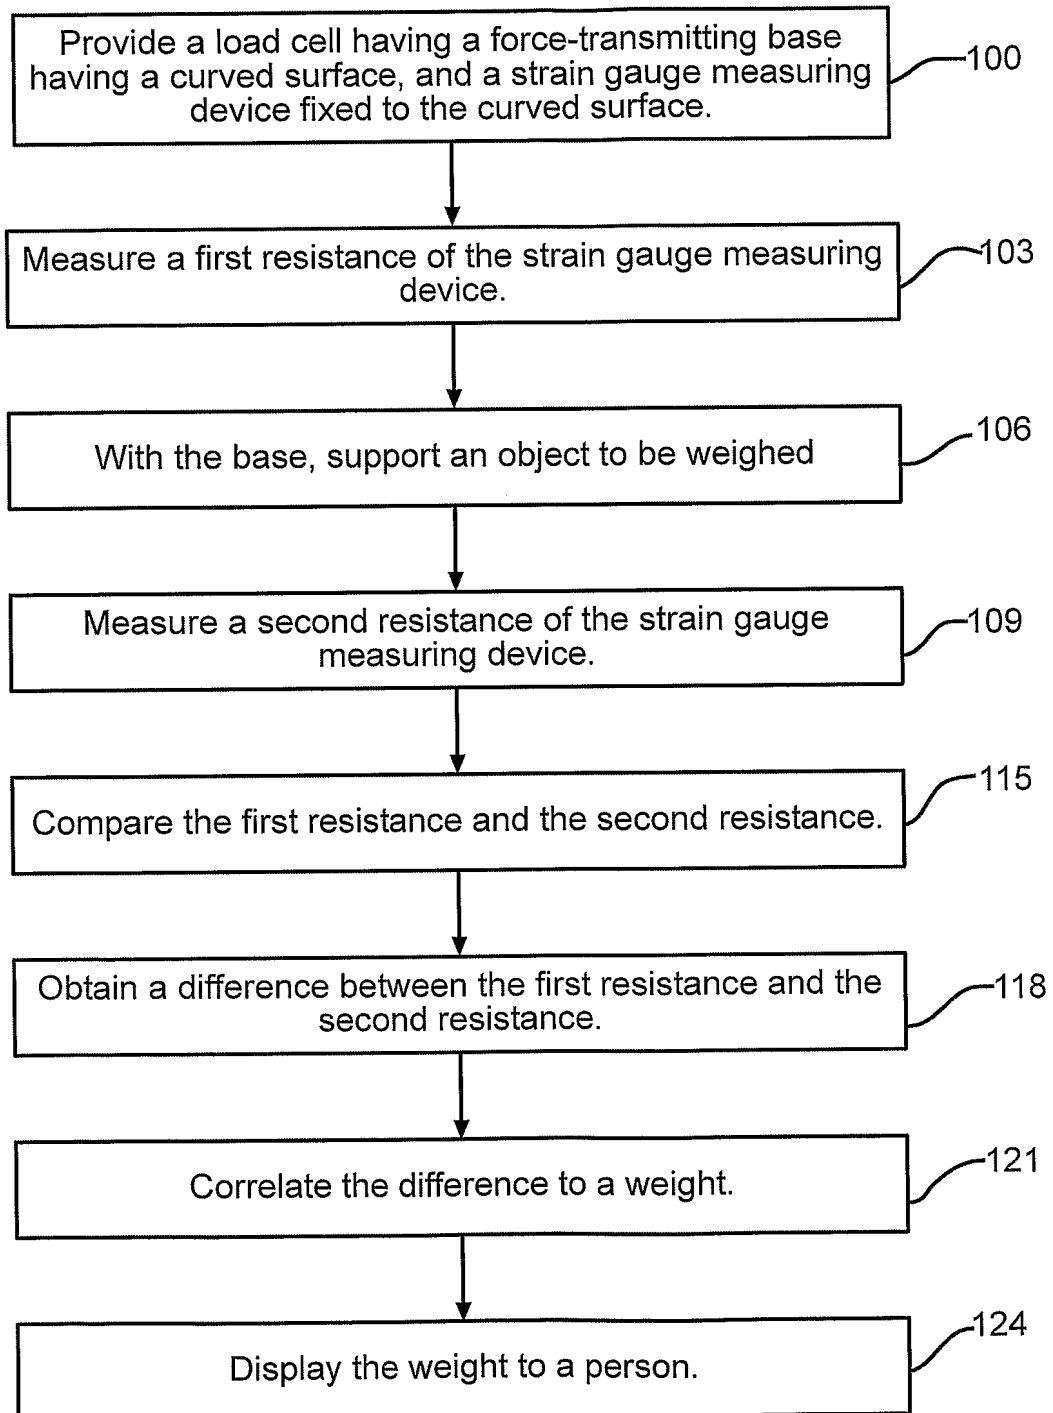 Provide a load cell having a force-transmitting base
having a curved surface, and a strain gauge measuring
device fixed to the curved surface.
100
Measure a first resistance of the strain gauge measuring
device.
103
With the base, support an object to be weighed
106
Measure a second resistance of the strain gauge
measuring device.
109
Compare the first resistance and the second resistance.
115
Obtain a difference between the first resistance and the
second resistance.
118
Correlate the difference to a weight.
121
Display the weight to a person.
124